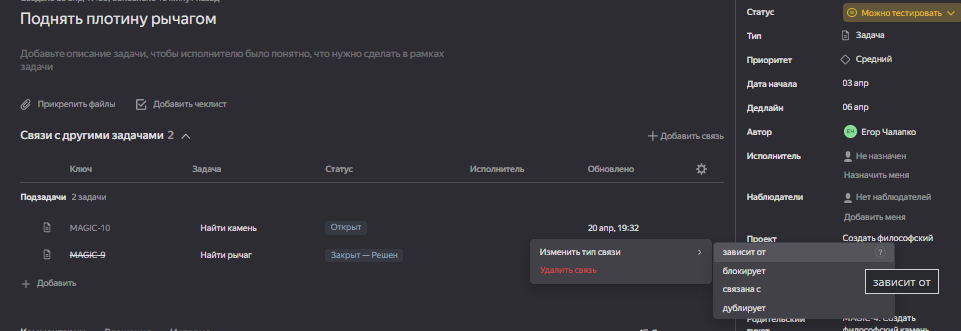 Поднять плотину рычагом
Добавьте описание задачи, чтобы исполнителю было понятно, что нужно сделать в рамках
задачи
Прикрепить файлы
Добавить чеклист
Связи с другими задачами 2
Добавить связь
Ключ Задача Статус Исполнитель Обновлено
Подзадачи 2 задачи
MAGIC-10 Найти камень Открыт 20 апр, 19:32
MAGIC-9 Найти рычаг Закрыт — Решен
Добавить
Изменить тип связи
Удалить связь
зависит от ?
блокирует
связана с
дублирует
зависит от
Статус Можно тестировать
Тип Задача
Приоритет Средний
Дата начала 03 апр
Дедлайн 06 апр
Автор ЕЧ Егор Чалапко
Исполнитель Не назначен
Назначить меня
Наблюдатели Нет наблюдателей
Добавить меня
Проект Создать философский
Родительский MAGIC-4: Создать
тикет философский камень